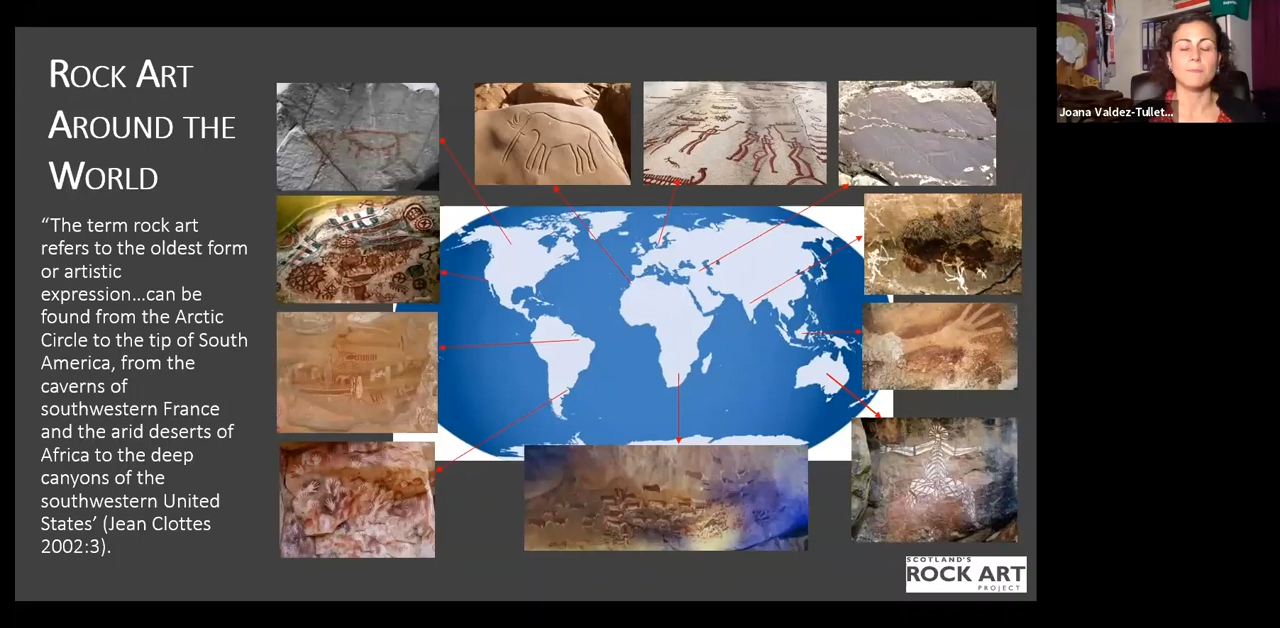 ROCK ART
AROUND THE
WORLD
“The term rock art
refers to the oldest form
or artistic
expression…can be
found from the Arctic
Circle to the tip of South
America, from the
caverns of
southwestern France
and the arid deserts of
Africa to the deep
canyons of the
southwestern United
States’ (Jean Clottes
2002:3).
SCOTLAND'S
ROCK ART
PROJECT
Joana Valdez-Tullet...